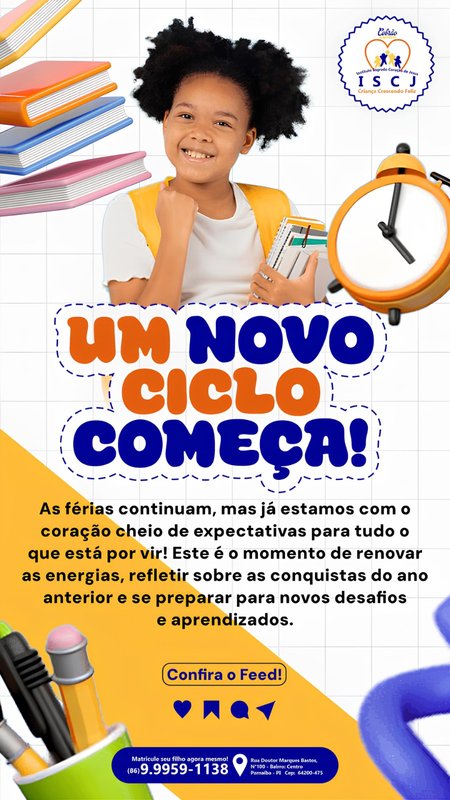 Colégio
Instituto Sagrado Coração de Jesus
I S C J
Criança Crescendo Feliz
UM NOVO
CICLO
COMEÇA!
As férias continuam, mas já estamos com o
coração cheio de expectativas para tudo o
que está por vir! Este é o momento de renovar
as energias, refletir sobre as conquistas do ano
anterior e se preparar para novos desafios
e aprendizados.
Confira o Feed!
Matricule seu filho agora mesmo!
(86) 9.9959-1138
Rua Doutor Marques Bastos,
N°100 - Bairro: Centro
Parnaíba - PI Cep: 64200-475